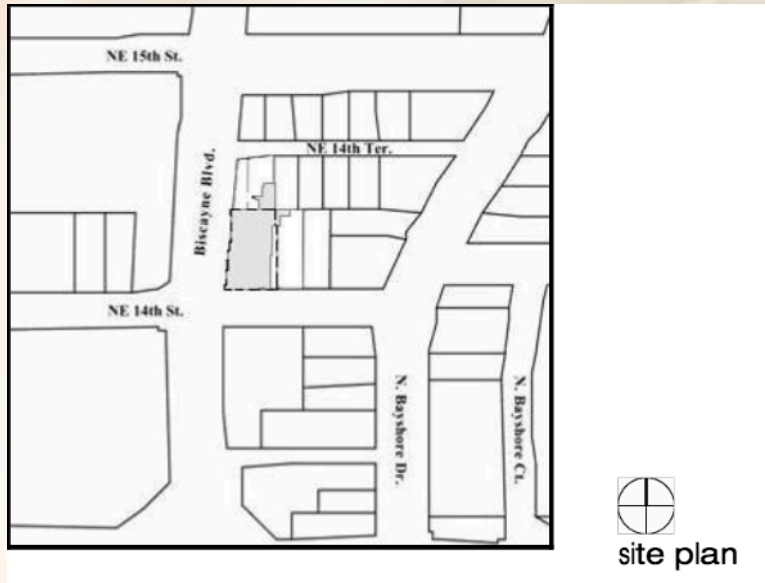 NE 15th St.
NE 14th Ter.
Biscayne Blvd.
NE 14th St.
N. Bayshore Dr.
N. Bayshore Ct.
site plan